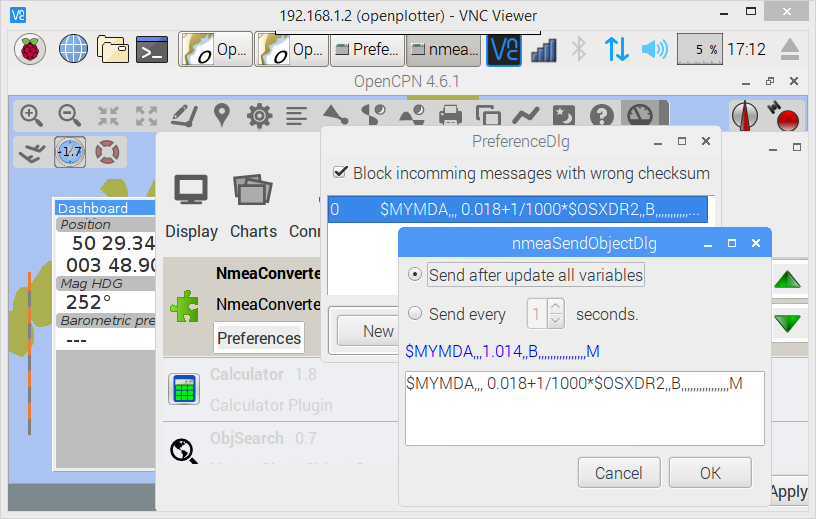 192.168.1.2 (openplotter) - VNC Viewer
Op... Op... Prefe... nmea... 5 % 17:12
OpenCPN 4.6.1
-1.7
PreferenceDlg
Block incomming messages with wrong checksum
0 $MYMDA,,, 0.018+1/1000*$OSXDR2,,B,,,,,,,,,,,...
Display Charts Conn
Dashboard
Position
50 29.34
003 48.90
Mag HDG
252°
Barometric pre
---
NmeaConverte
NmeaConverte
Preferences
New
Calculator 1.8
Calculator Plugin
ObjSearch 0.7
nmeaSendObjectDlg
Send after update all variables
Send every 1 seconds.
$MYMDA,,,1.014,,B,,,,,,,,,,,,,,,,M
$MYMDA,,, 0.018+1/1000*$OSXDR2,,B,,,,,,,,,,,,,,,,M
Cancel OK
Apply